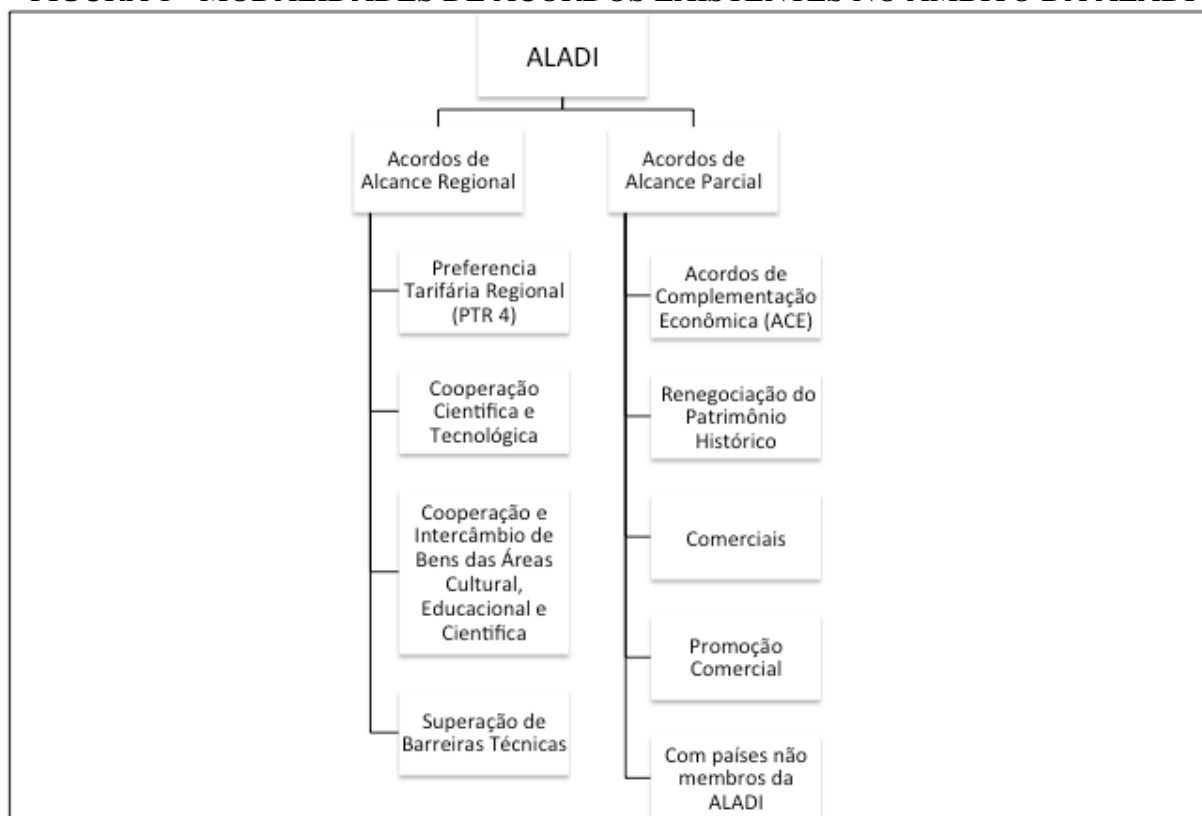 FIGURA MODALIDADES DE ACORDOS EXISTENTES NO ÂMBITO DA ALADI
ALADI
Acordos de
Alcance Regional
Preferencia
Tarifária Regional
(PTR 4)
Cooperação
Cientifica e
Tecnológica
Cooperação e
Intercâmbio de
Bens das Áreas
Cultural,
Educacional e
Cientifica
Superação de
Barreiras Técnicas
Acordos de
Alcance Parcial
Acordos de
Complementação
Econômica (ACE)
Renegociação do
Patrimônio
Histórico
Comerciais
Promoção
Comercial
Com países não
membros da
ALADI